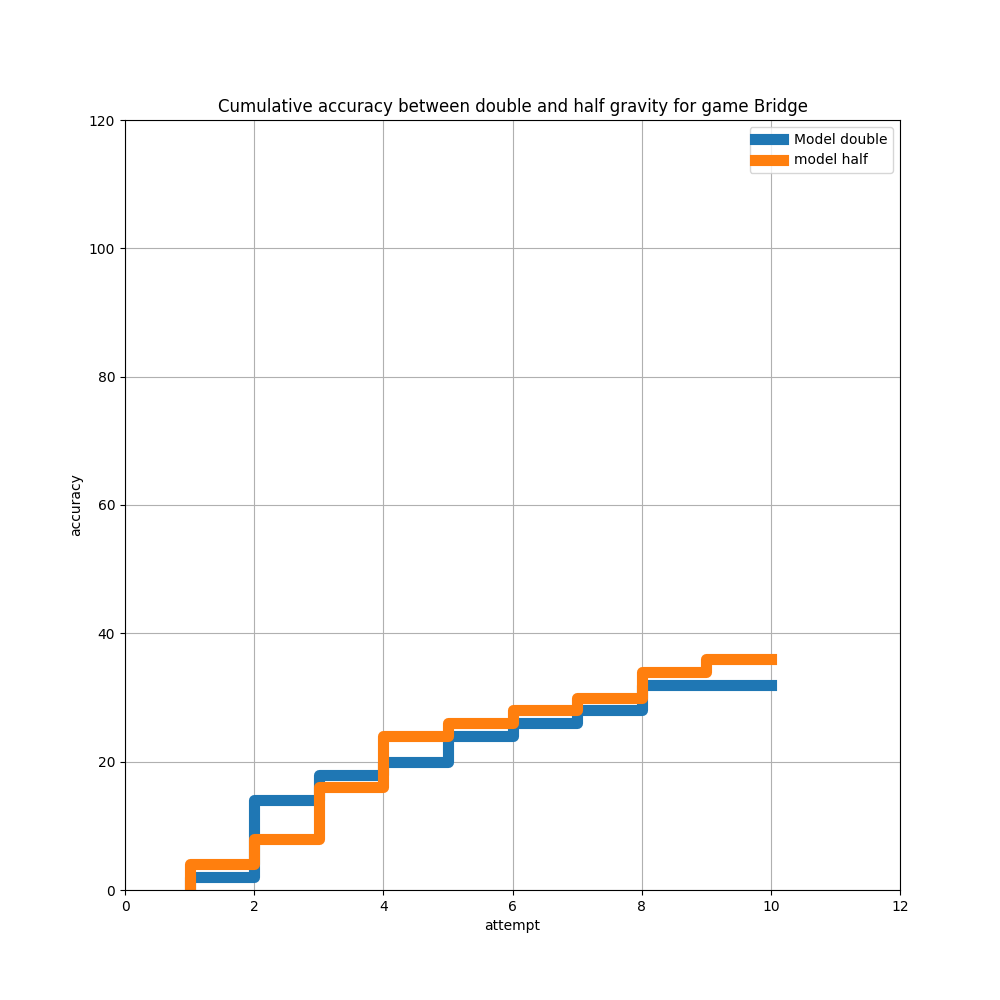 Cumulative accuracy between double and half gravity for game Bridge
Model double
model half
120
100
80
60
40
20
0
accuracy
0 2 4 6 8 10 12
attempt